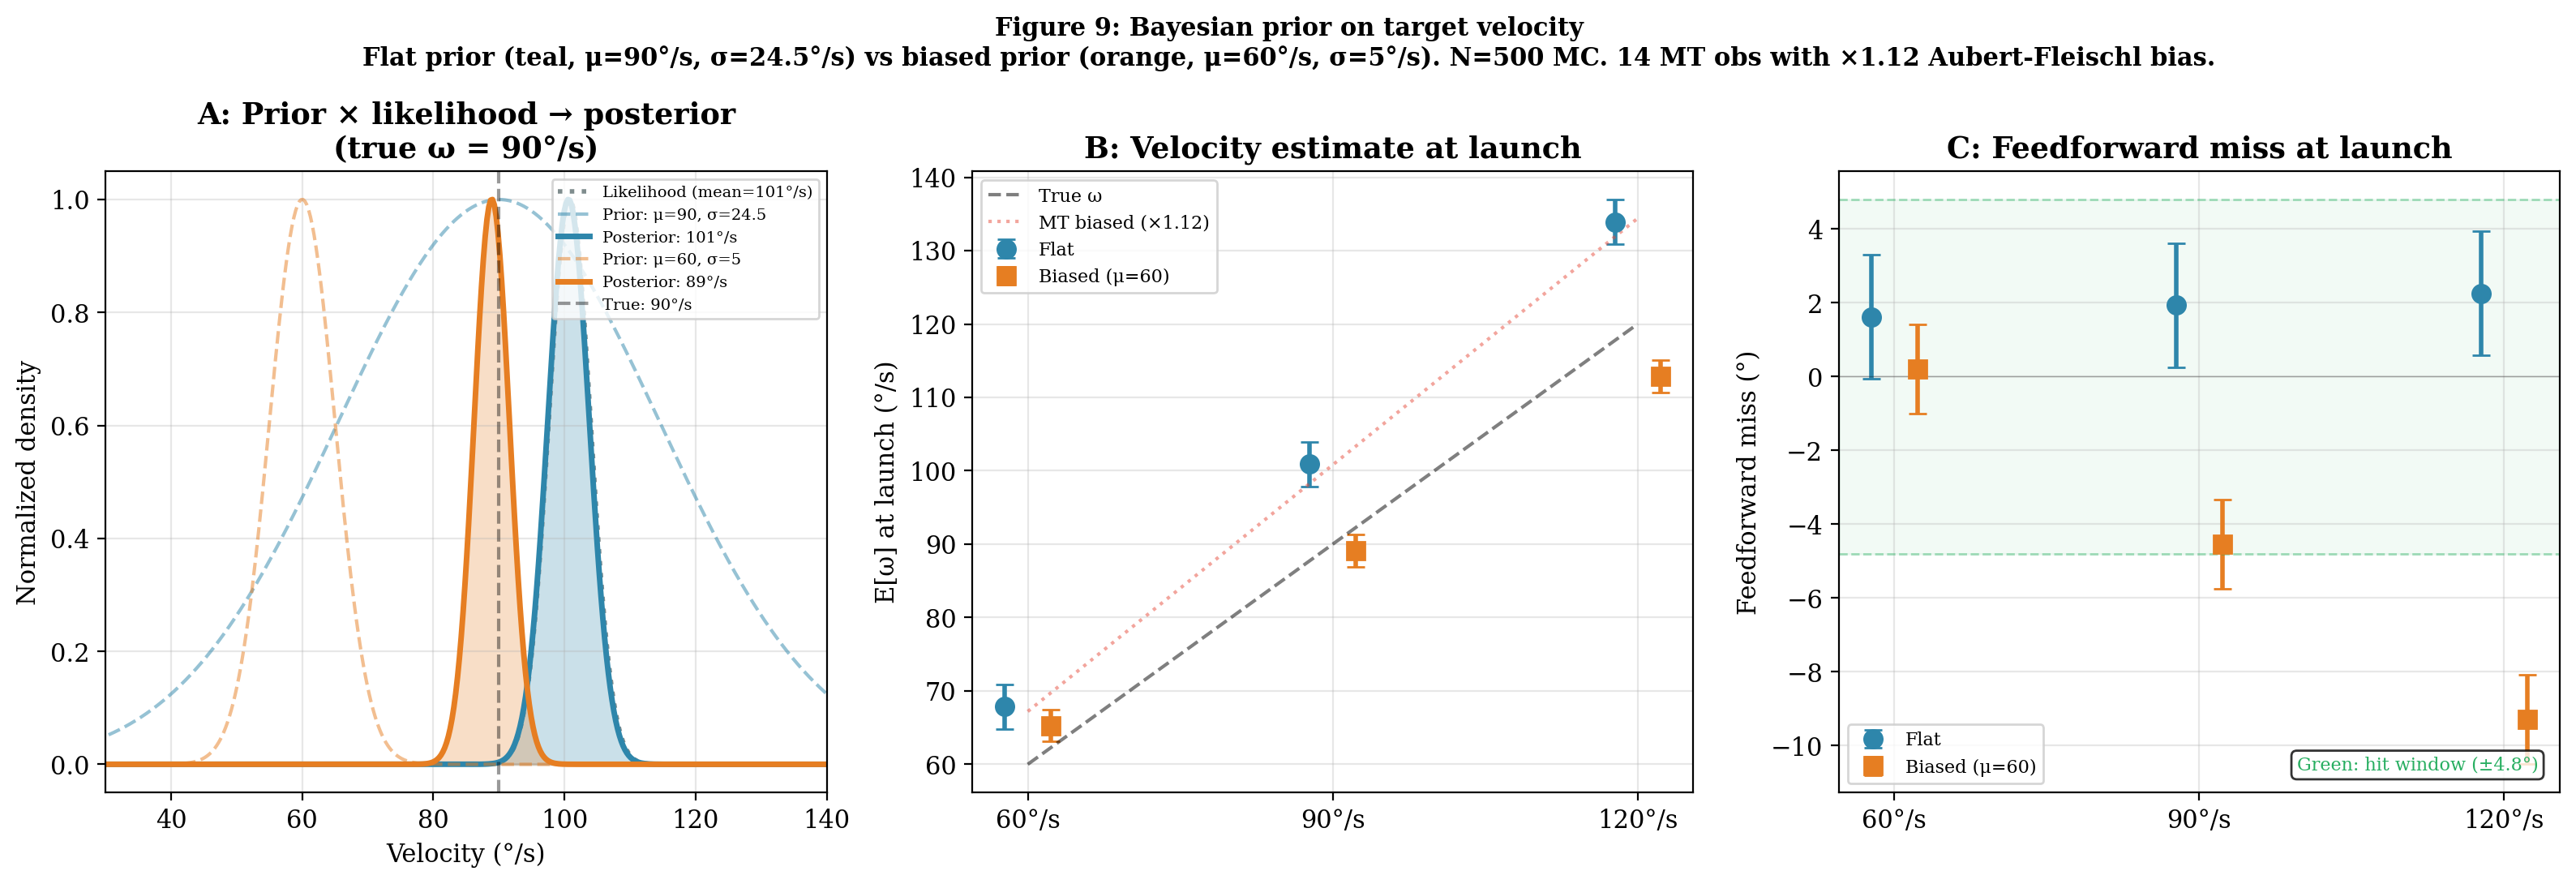 Figure 9: Bayesian prior on target velocity
Flat prior (teal, μ=90°/s, σ=24.5°/s) vs biased prior (orange, μ=60°/s, σ=5°/s). N=500 MC. 14 MT obs with ×1.12 Aubert-Fleischl bias.
A: Prior × likelihood → posterior
(true ω = 90°/s)
Normalized density
1.0
0.8
0.6
0.4
0.2
0.0
40
60
80
100
120
140
Velocity (°/s)
Likelihood (mean=101°/s)
Prior: μ=90, σ=24.5
Posterior: 101°/s
Prior: μ=60, σ=5
Posterior: 89°/s
True: 90°/s
B: Velocity estimate at launch
E[ω] at launch (°/s)
140
130
120
110
100
90
80
70
60
60°/s
90°/s
120°/s
True ω
MT biased (×1.12)
Flat
Biased (μ=60)
C: Feedforward miss at launch
Feedforward miss (°)
4
2
0
−2
−4
−6
−8
−10
60°/s
90°/s
120°/s
Flat
Biased (μ=60)
Green: hit window (±4.8°)